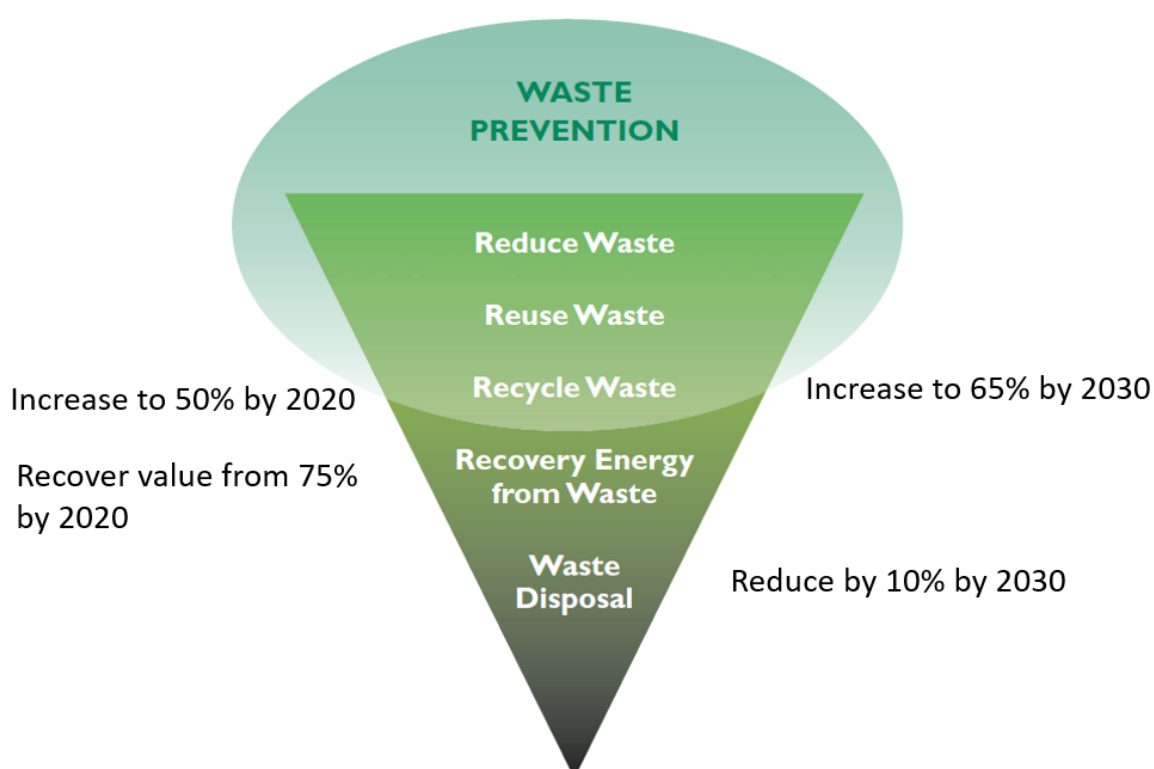 WASTE
PREVENTION
Reduce Waste
Reuse Waste
Increase to 50% by 2020
Recycle Waste
Increase to 65% by 2030
Recover value from 75%
by 2020
Recovery Energy
from Waste
Waste
Disposal
Reduce by 10% by 2030